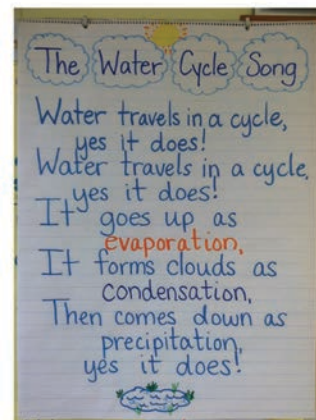 The Water Cycle Song
Water travels in a cycle,
yes it does!
Water travels in a cycle,
yes it does!
It goes up as
evaporation,
It forms clouds as
condensation,
Then comes down as
precipitation,
yes it does!